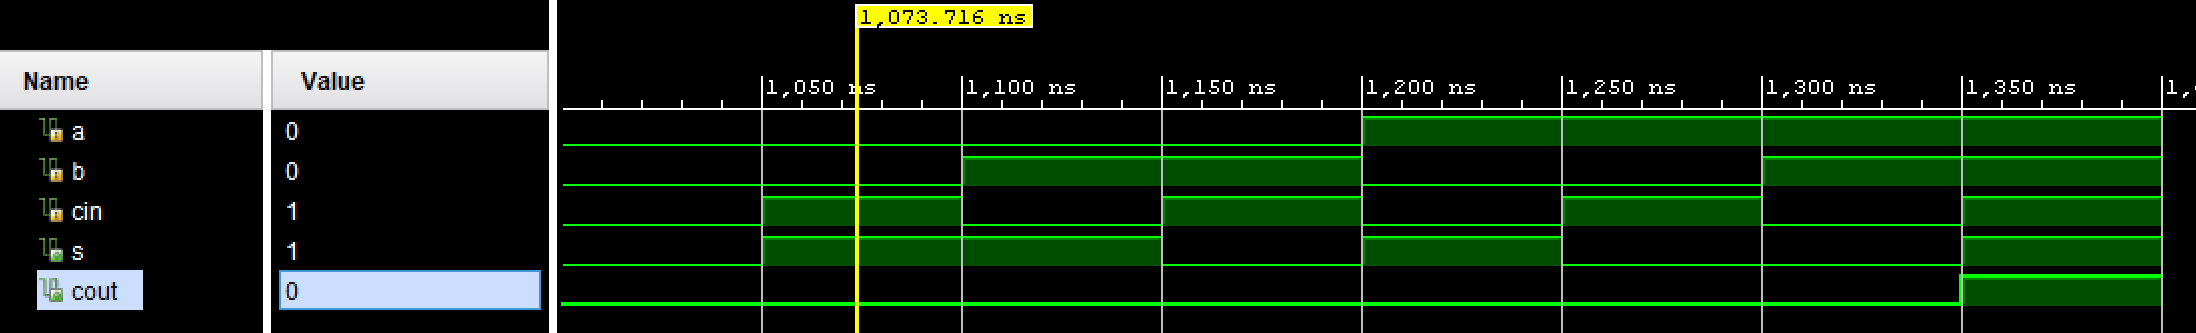 1,073.716 ns
Name Value
1,050 ns 1,100 ns 1,150 ns 1,200 ns 1,250 ns 1,300 ns 1,350 ns
a 0
b 0
cin 1
s 1
cout 0